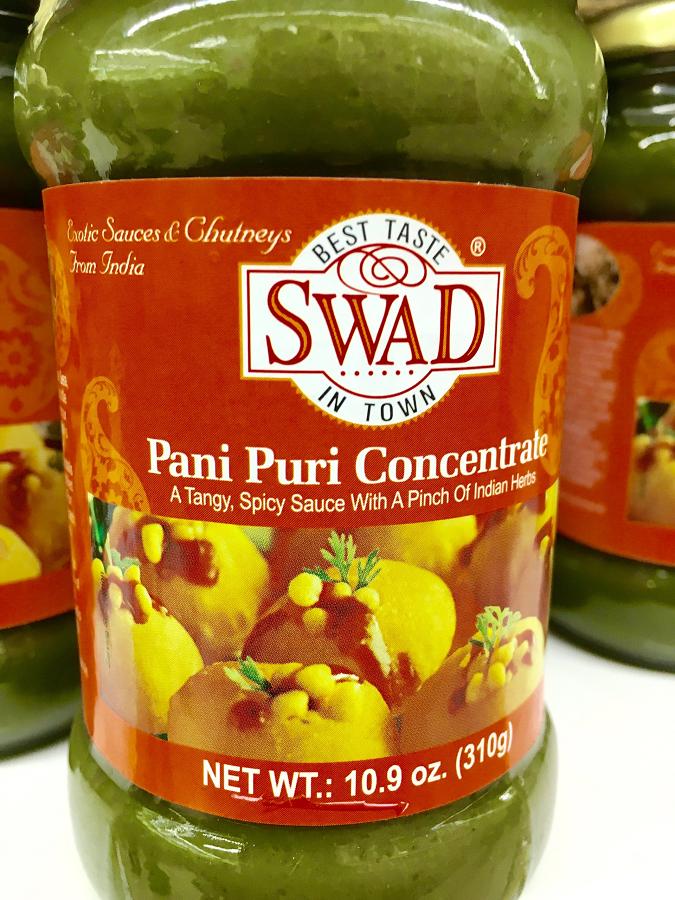 Exotic Sauces & Chutneys
From India
BEST TASTE
®
SWAD
IN TOWN
Pani Puri Concentrate
A Tangy, Spicy Sauce With A Pinch Of Indian Herbs
NET WT.: 10.9 oz. (310g)